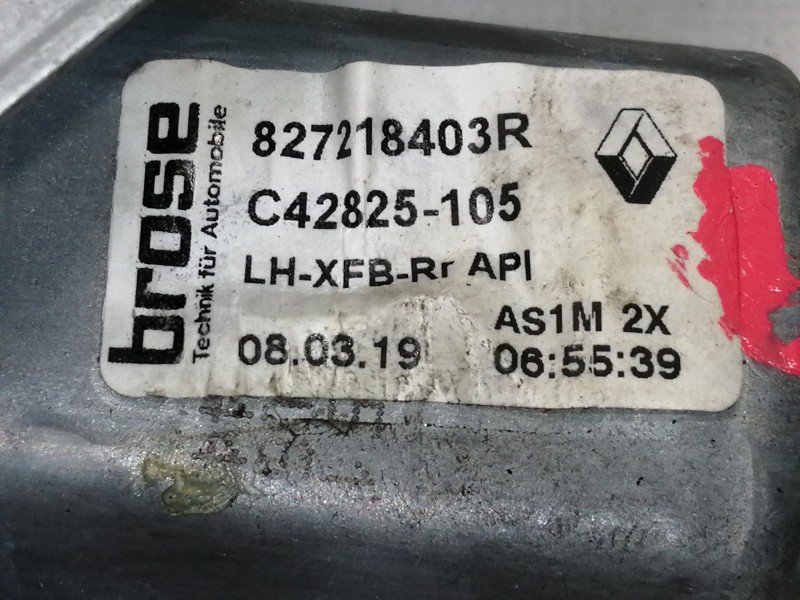 brose
Technik für Automobile
827218403R
C42825-105
LH-XFB-Rr API
AS1M 2X
08.03.19 06:55:39